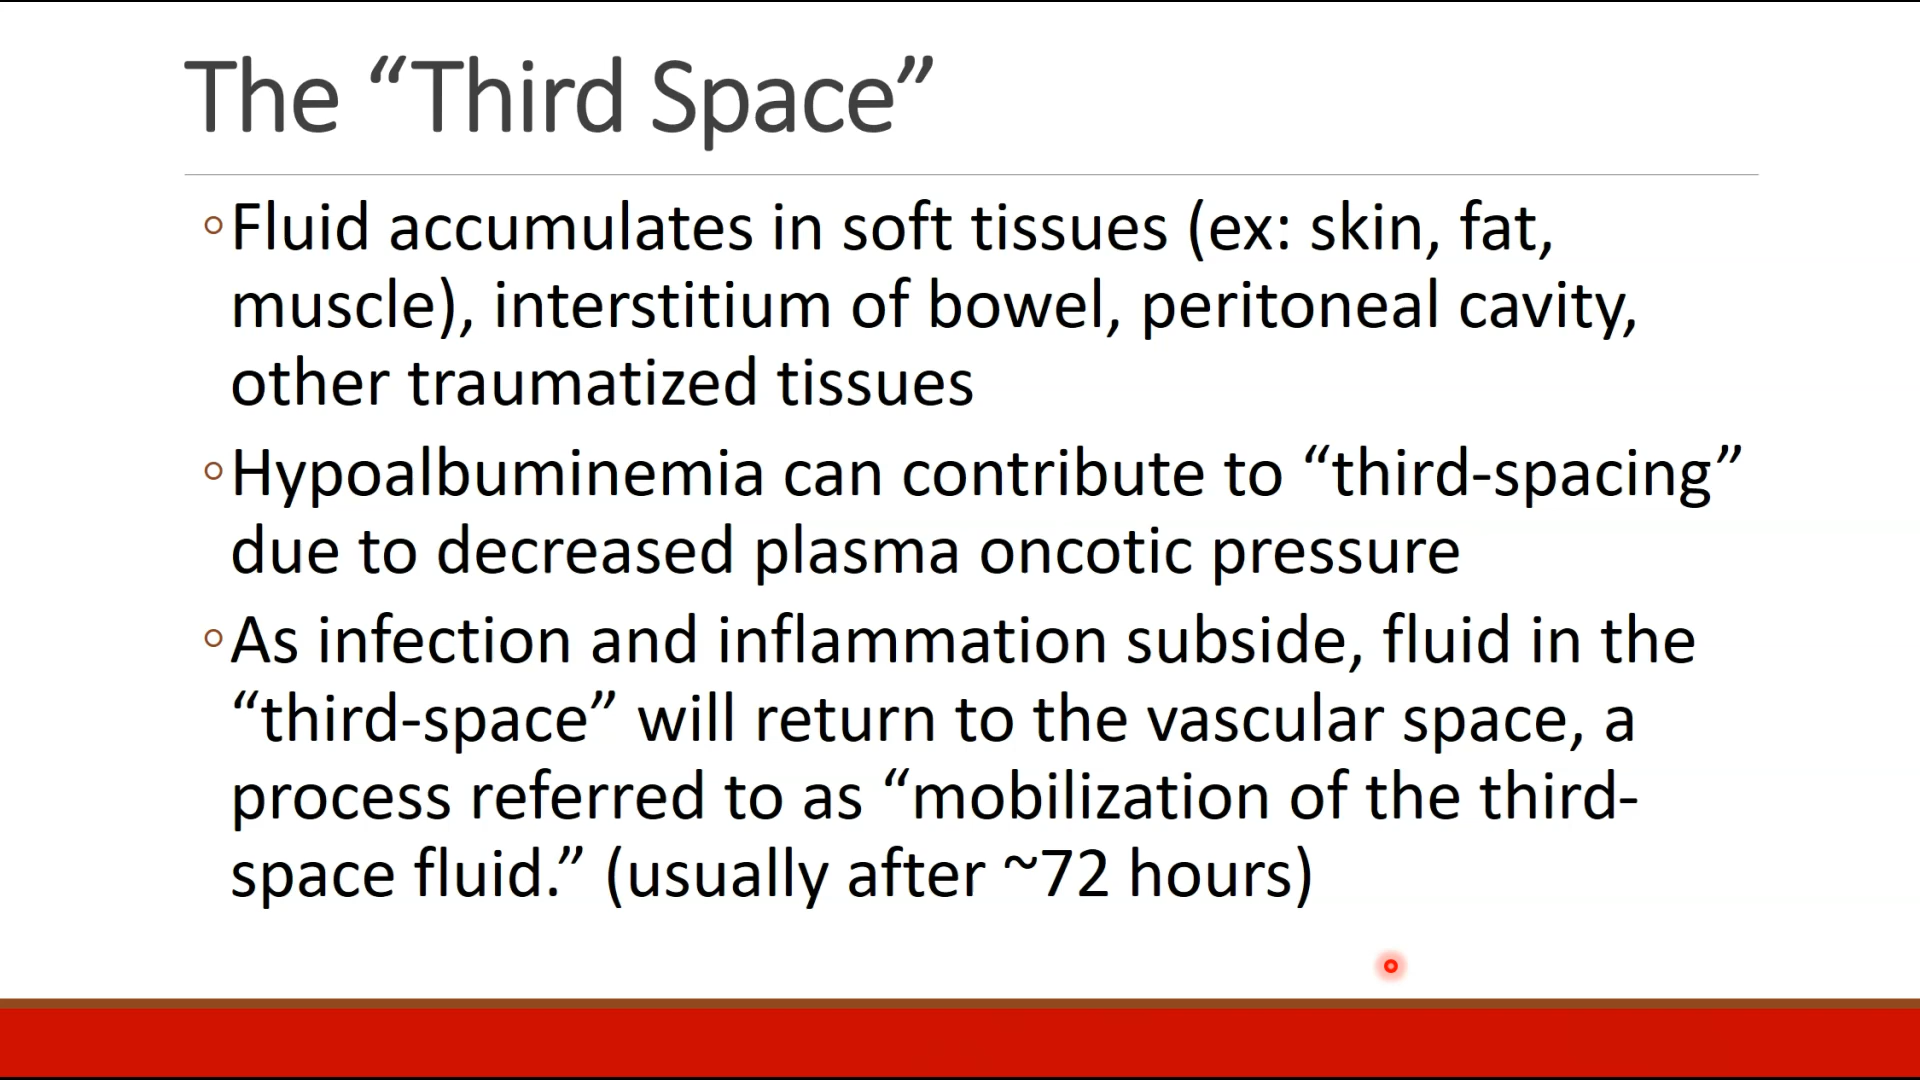 The “Third Space”
◦Fluid accumulates in soft tissues (ex: skin, fat,
muscle), interstitium of bowel, peritoneal cavity,
other traumatized tissues
◦Hypoalbuminemia can contribute to “third-spacing”
due to decreased plasma oncotic pressure
◦As infection and inflammation subside, fluid in the
“third-space” will return to the vascular space, a
process referred to as “mobilization of the third-
space fluid.” (usually after ~72 hours)